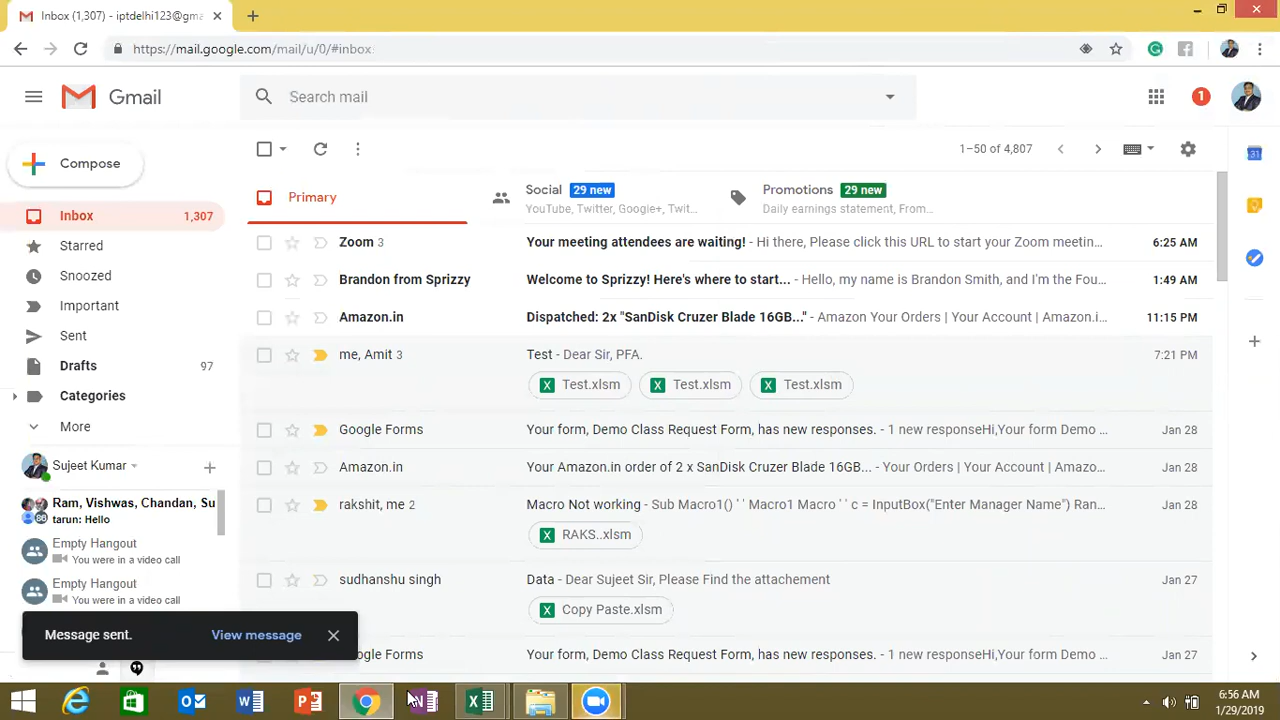 Inbox (1,307) - iptdelhi123@gma
https://mail.google.com/mail/u/0/#inbox
Gmail
Search mail
1
Compose
1–50 of 4,807
Inbox 1,307
Starred
Snoozed
Important
Sent
Drafts 97
Categories
More
Sujeet Kumar
Ram, Vishwas, Chandan, Su
tarun: Hello
Empty Hangout
You were in a video call
Empty Hangout
You were in a video call
Primary
Social 29 new
YouTube, Twitter, Google+, Twit...
Promotions 29 new
Daily earnings statement, From...
Zoom 3 Your meeting attendees are waiting! - Hi there, Please click this URL to start your Zoom meetin... 6:25 AM
Brandon from Sprizzy Welcome to Sprizzy! Here's where to start... - Hello, my name is Brandon Smith, and I'm the Fou... 1:49 AM
Amazon.in Dispatched: 2x "SanDisk Cruzer Blade 16GB..." - Amazon Your Orders | Your Account | Amazon.i... 11:15 PM
me, Amit 3 Test - Dear Sir, PFA. 7:21 PM
Test.xlsm Test.xlsm Test.xlsm
Google Forms Your form, Demo Class Request Form, has new responses. - 1 new responseHi,Your form Demo ... Jan 28
Amazon.in Your Amazon.in order of 2 x SanDisk Cruzer Blade 16GB... - Your Orders | Your Account | Amazo... Jan 28
rakshit, me 2 Macro Not working - Sub Macro1() ' ' Macro1 Macro ' ' c = InputBox("Enter Manager Name") Ran... Jan 28
RAKS..xlsm
sudhanshu singh Data - Dear Sujeet Sir, Please Find the attachement Jan 27
Copy Paste.xlsm
ogle Forms Your form, Demo Class Request Form, has new responses. - 1 new responseHi,Your form Demo ... Jan 27
Message sent. View message
6:56 AM
1/29/2019